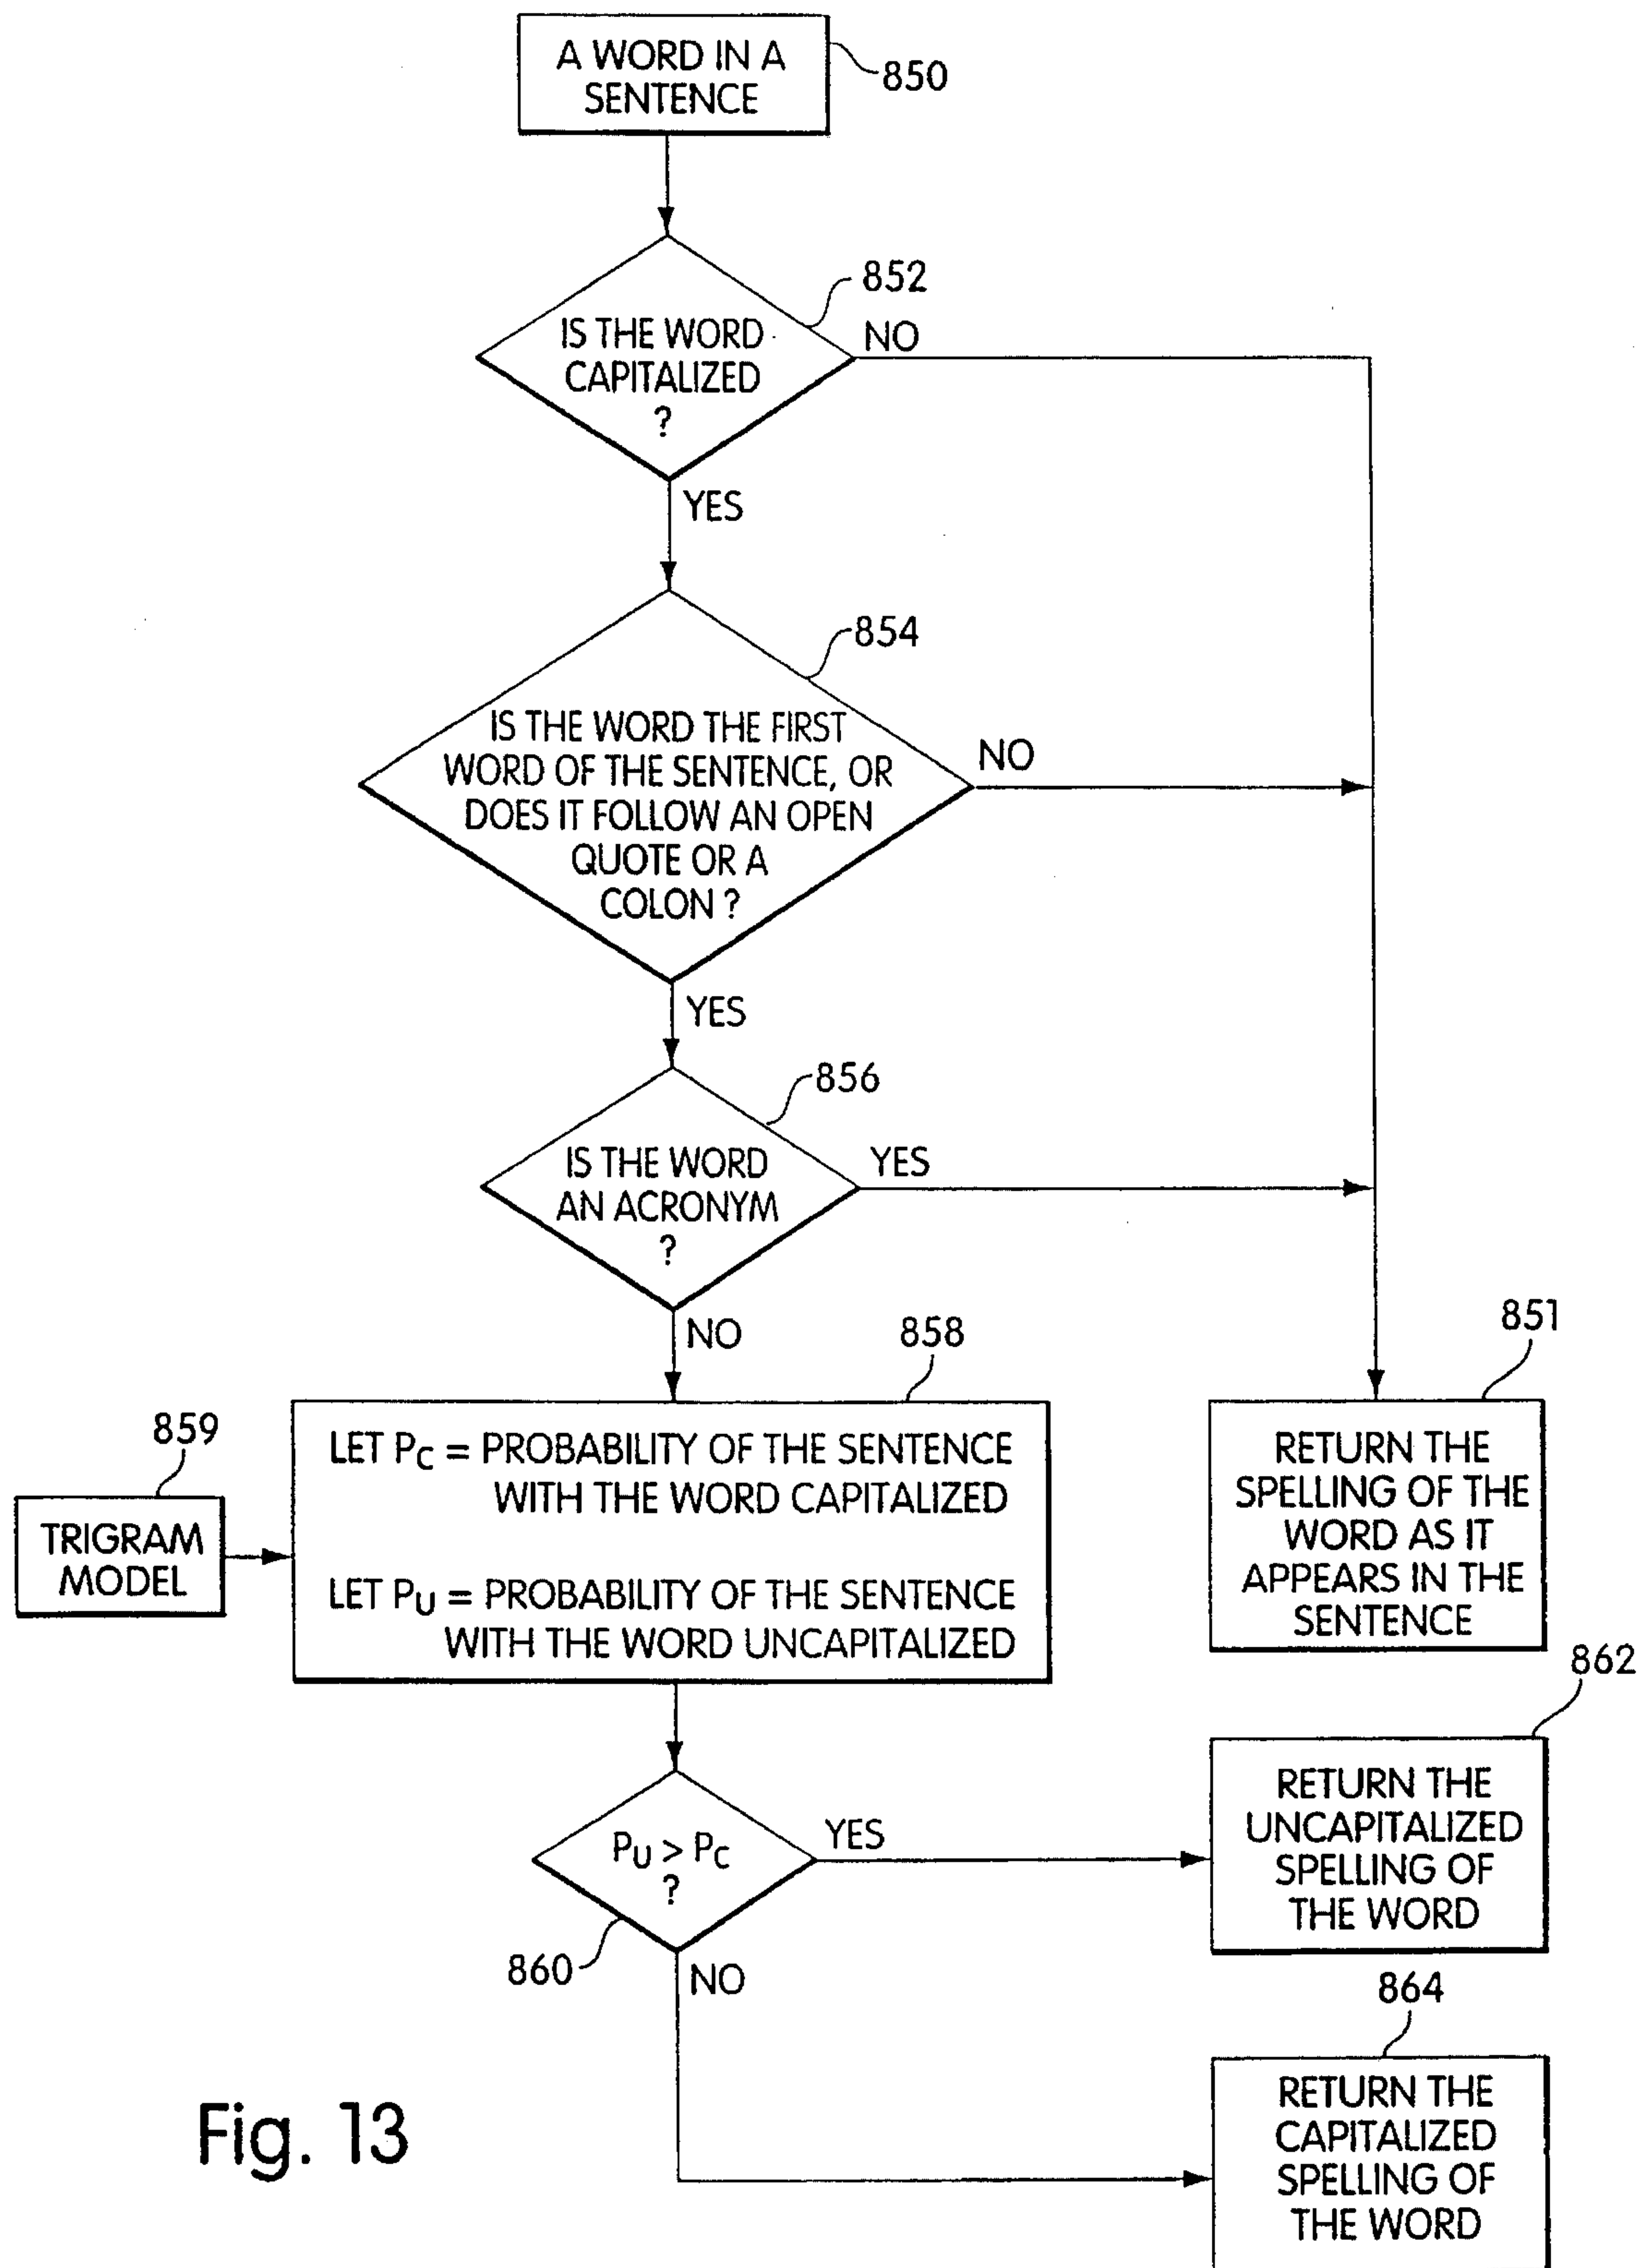 A WORD IN A
SENTENCE
850
852
IS THE WORD
CAPITALIZED
?
NO
YES
854
IS THE WORD THE FIRST
WORD OF THE SENTENCE, OR
DOES IT FOLLOW AN OPEN
QUOTE OR A
COLON ?
NO
YES
856
IS THE WORD
AN ACRONYM
?
YES
NO
858
851
859
TRIGRAM
MODEL
LET PC = PROBABILITY OF THE SENTENCE
WITH THE WORD CAPITALIZED
LET PU = PROBABILITY OF THE SENTENCE
WITH THE WORD UNCAPITALIZED
RETURN THE
SPELLING OF THE
WORD AS IT
APPEARS IN THE
SENTENCE
862
PU > PC
?
YES
860
NO
RETURN THE
UNCAPITALIZED
SPELLING OF
THE WORD
864
RETURN THE
CAPITALIZED
SPELLING OF
THE WORD
Fig. 13